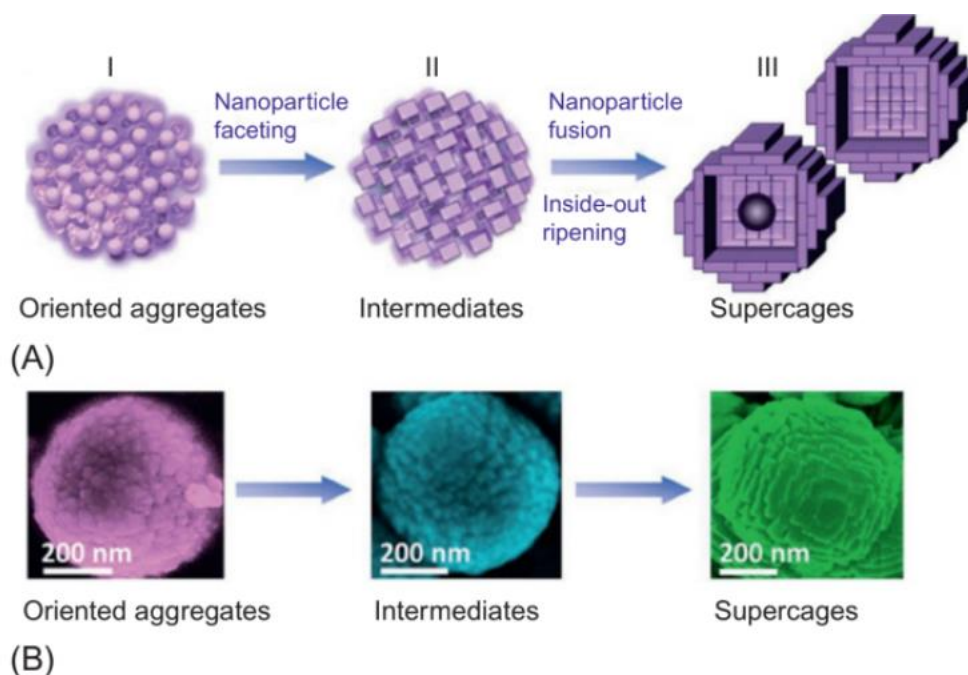 I
II
III
Nanoparticle
faceting
Nanoparticle
fusion
Inside-out
ripening
Oriented aggregates
Intermediates
Supercages
(A)
200 nm
200 nm
200 nm
Oriented aggregates
Intermediates
Supercages
(B)